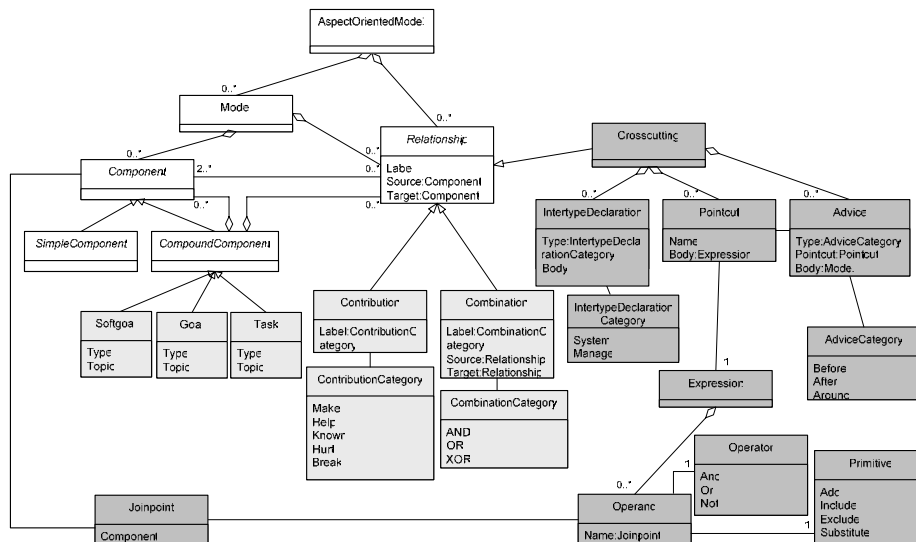 AspectOrientedMode
0..*
0..*
Mode
0..*
0..*
Relationship
Labe
Source:Component
Target:Component
Crosscutting
Component
2..*
0..*
0..*
SimpleComponent
CompoundComponent
0..*
0..*
0..*
IntertypeDeclaration
Type:IntertypeDecla
rationCategory
Body
Pointcut
Name
Body:Expression
Advice
Type:AdviceCategory
Pointcut:Pointcut
Body:Mode.
Softgoa
Type
Topic
Goa
Type
Topic
Task
Type
Topic
Contribution
Label:ContributionC
ategory
Combination
Label:CombinationC
ategory
Source:Relationship
Target:Relationship
IntertypeDeclaration
Category
System
Manage
AdviceCategory
Before
After
Arounc
1
Expression
ContributionCategory
Make
Help
Known
Hurl
Break
CombinationCategory
AND
OR
XOR
0..*
1
Operator
Anc
Or
Not
Primitive
Adc
Include
Exclude
Substitute
Joinpoint
Component
Operanc
Name:Joinpoint
1